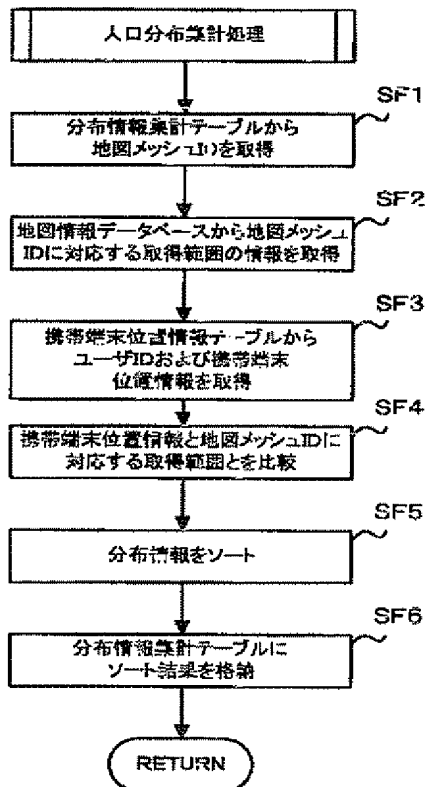 人口分布集計処理
SF1
分布情報集計テーブルから
地図メッシュIDを取得
SF2
地図情報データベースから地図メッシュ
IDに対応する取得範囲の情報を取得
SF3
携帯端末位置情報テーブルから
ユーザIDおよび携帯端末
位置情報を取得
SF4
携帯端末位置情報と地図メッシュIDに
対応する取得範囲とを比較
SF5
分布情報をソート
SF6
分布情報集計テーブルに
ソート結果を格納
RETURN